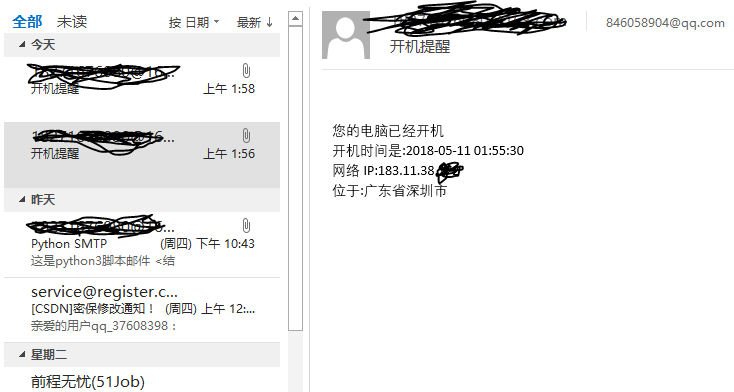 全部 未读 按 日期 最新 ↓
今天
开机提醒 上午 1:58
开机提醒 上午 1:56
昨天
Python SMTP (周四) 下午 10:43
这是python3脚本邮件 <结
service@register.c...
[CSDN]密保修改通知！ (周四) 上午 12:...
亲爱的用户qq_37608398：
星期二
前程无忧(51Job)
846058904@qq.com
开机提醒
您的电脑已经开机
开机时间是:2018-05-11 01:55:30
网络 IP:183.11.38
位于:广东省深圳市